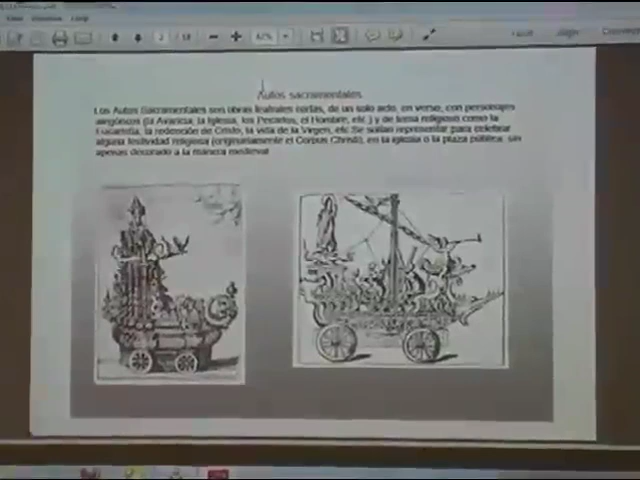 2 / 18
Autos sacramentales
Los Autos Sacramentales son obras teatrales cortas, de un solo acto, en verso, con personajes
alegóricos (la Avaricia, la Iglesia, los Pecados, el Hombre, etc.) y de tema religioso como la
Eucaristía, la redención de Cristo, la vida de la Virgen, etc. Se solían representar para celebrar
alguna festividad religiosa (originariamente el Corpus Christi), en la iglesia o la plaza pública, sin
apenas decorado a la manera medieval